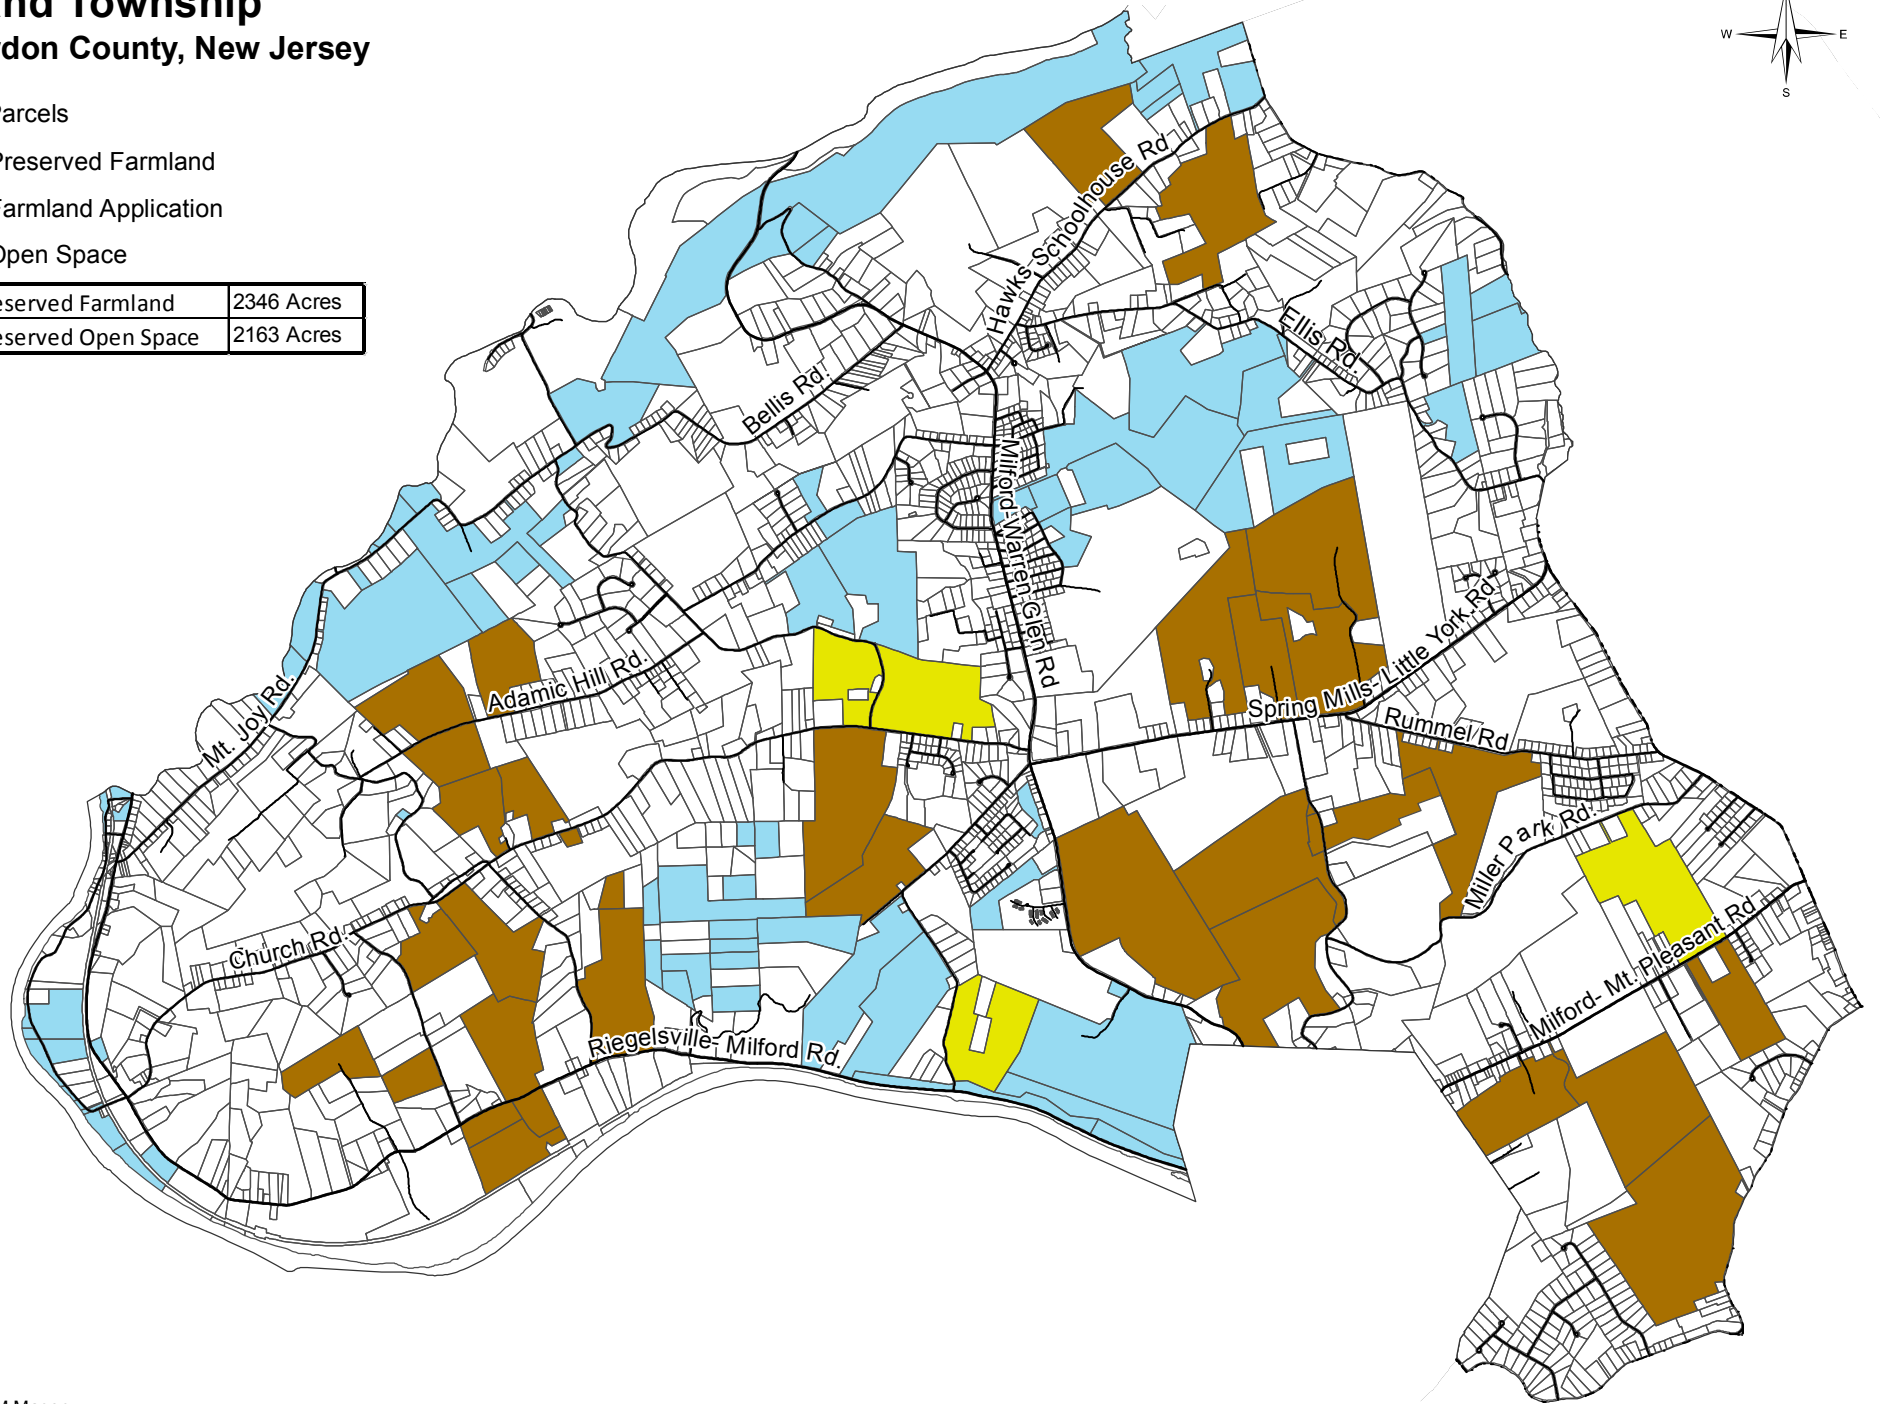 nd Township
don County, New Jersey
W
E
S
arcels
Preserved Farmland
Farmland Application
Open Space
eserved Farmland 2346 Acres
eserved Open Space 2163 Acres
Hawks Schoolhouse Rd
Ellis Rd.
Bellis Rd.
Milford-Warren Glen Rd
Spring Mills- Little York Rd
Adamic Hill Rd.
Mt. Joy Rd.
Rummel Rd
Miller Park Rd.
Church Rd.
Milford- Mt. Pleasant Rd
Riegelsville- Milford Rd.